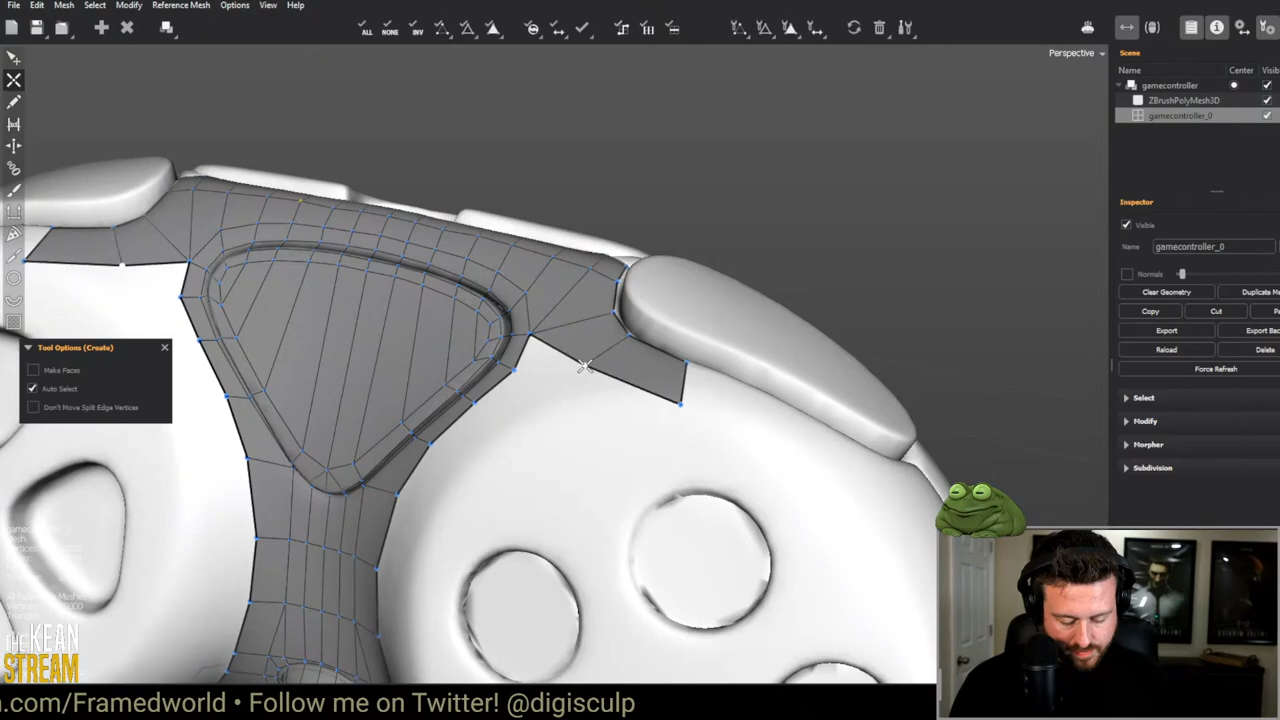 File Edit Mesh Select Modify Reference Mesh Options View Help
ALL NONE INV
Perspective
Scene
Name Center Visib
gamecontroller
ZBrushPolyMesh3D
gamecontroller_0
Inspector
Visible
Name gamecontroller_0
Normals
Clear Geometry Duplicate Me
Copy Cut Pa
Export Export Bac
Reload Delete
Force Refresh
Select
Modify
Morpher
Subdivision
Tool Options (Create)
Make Faces
Auto Select
Don't Move Split Edge Vertices
THE KEAN
STREAM
.com/Framedworld • Follow me on Twitter! @digisculp